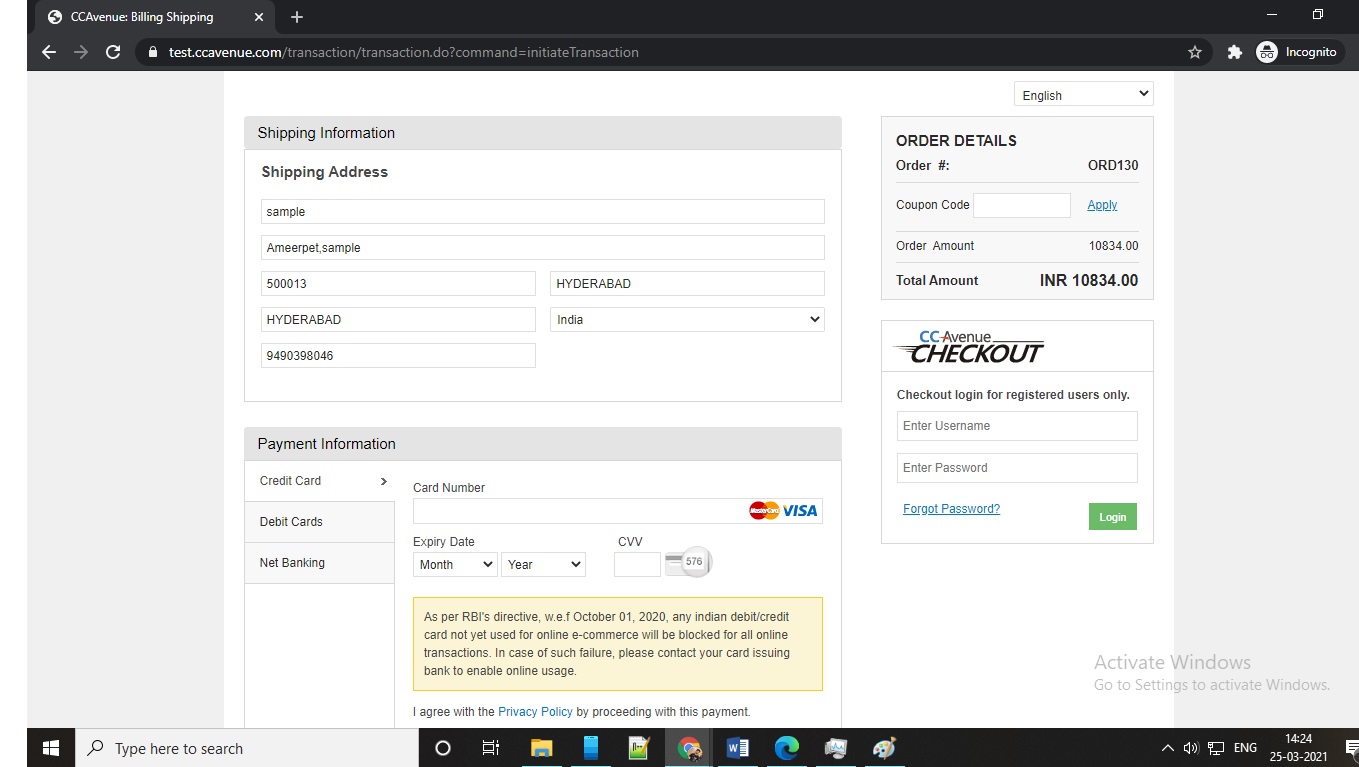 CCAvenue: Billing Shipping
test.ccavenue.com/transaction/transaction.do?command=initiateTransaction
Incognito
English
Shipping Information
Shipping Address
sample
Ameerpet,sample
500013 HYDERABAD
HYDERABAD India
9490398046
ORDER DETAILS
Order #: ORD130
Coupon Code Apply
Order Amount 10834.00
Total Amount INR 10834.00
CCAvenue
CHECKOUT
Checkout login for registered users only.
Enter Username
Enter Password
Forgot Password? Login
Payment Information
Credit Card
Debit Cards
Net Banking
Card Number
MasterCard VISA
Expiry Date CVV
Month Year 576
As per RBI's directive, w.e.f October 01, 2020, any indian debit/credit
card not yet used for online e-commerce will be blocked for all online
transactions. In case of such failure, please contact your card issuing
bank to enable online usage.
I agree with the Privacy Policy by proceeding with this payment.
Activate Windows
Go to Settings to activate Windows.
Type here to search
ENG
14:24
25-03-2021